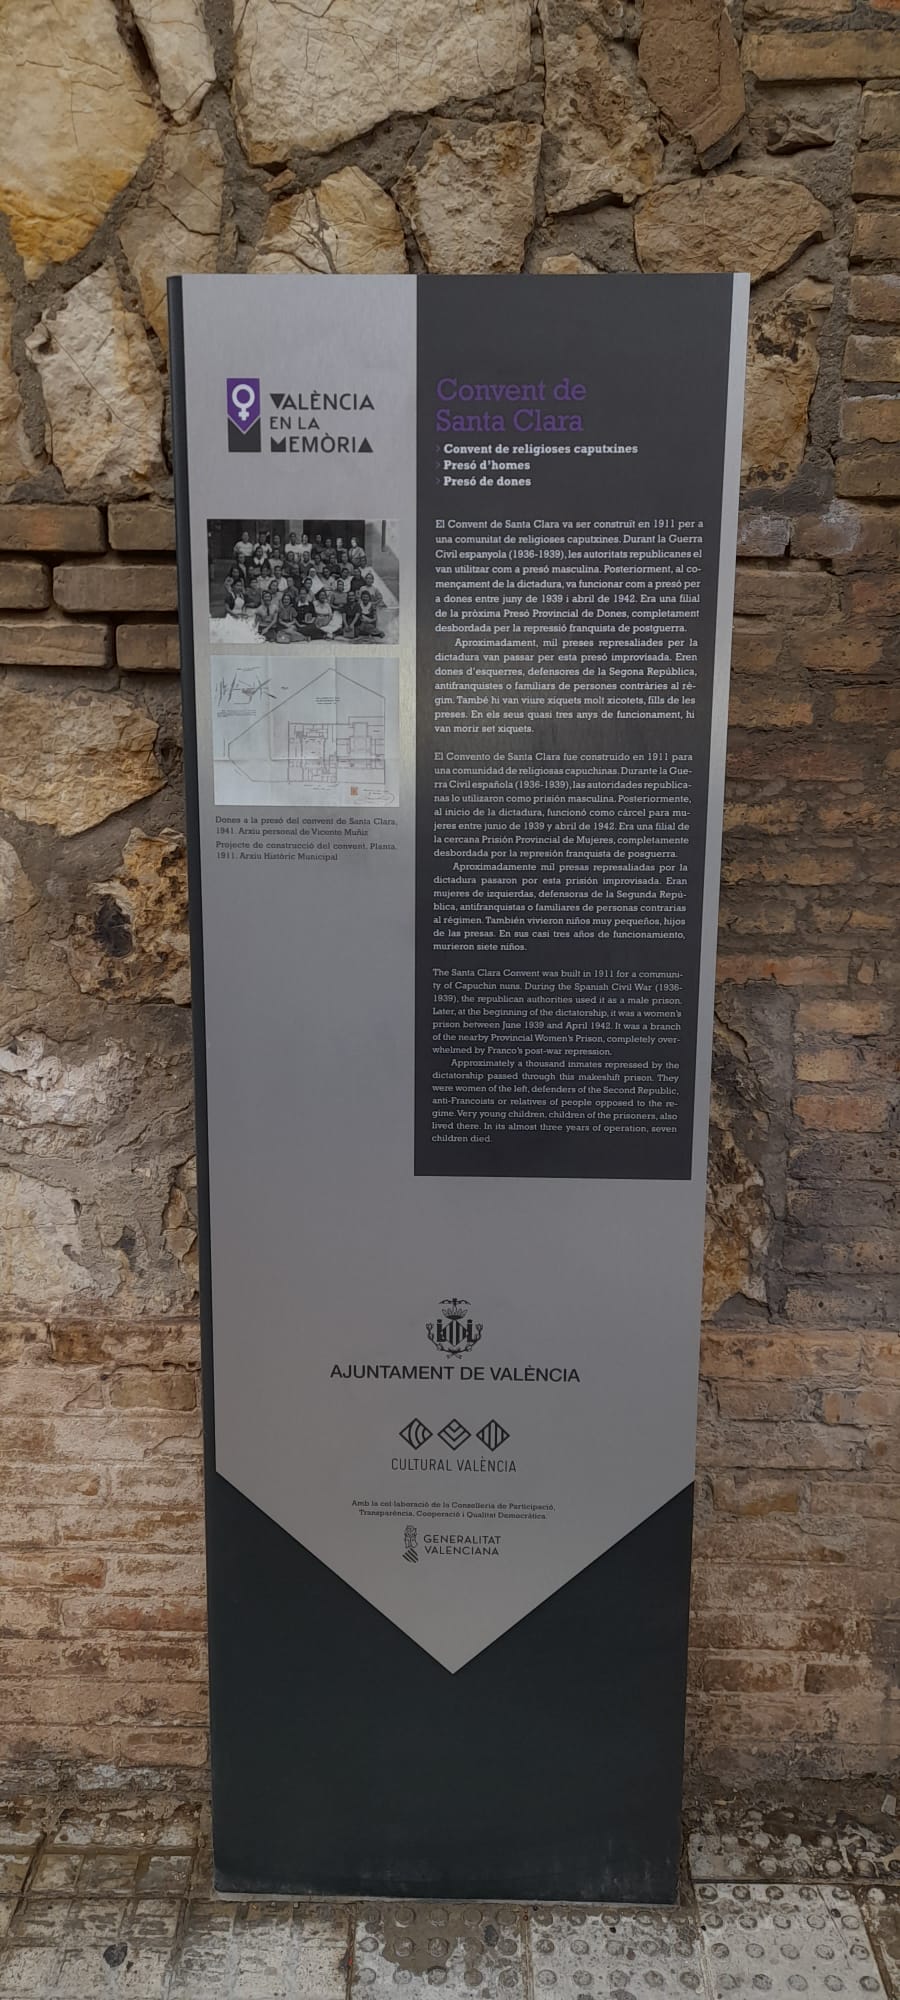 VALÈNCIA
EN LA
MEMÒRIA
Dones a la presó del convent de Santa Clara,
1941. Arxiu personal de Vicente Muñiz
Projecte de construcció del convent. Planta.
1911. Arxiu Històric Municipal
Convent de
Santa Clara
› Convent de religioses caputxines
› Presó d'homes
› Presó de dones
El Convent de Santa Clara va ser construït en 1911 per a
una comunitat de religioses caputxines. Durant la Guerra
Civil espanyola (1936-1939), les autoritats republicanes el
van utilitzar com a presó masculina. Posteriorment, al co-
mençament de la dictadura, va funcionar com a presó per
a dones entre juny de 1939 i abril de 1942. Era una filial
de la pròxima Presó Provincial de Dones, completament
desbordada per la repressió franquista de postguerra.
Aproximadament, mil preses represaliades per la
dictadura van passar per esta presó improvisada. Eren
dones d'esquerres, defensores de la Segona República,
antifranquistes o familiars de persones contràries al rè-
gim. També hi van viure xiquets molt xicotets, fills de les
preses. En els seus quasi tres anys de funcionament, hi
van morir set xiquets.
El Convento de Santa Clara fue construido en 1911 para
una comunidad de religiosas capuchinas. Durante la Gue-
rra Civil española (1936-1939), las autoridades republica-
nas lo utilizaron como prisión masculina. Posteriormente,
al inicio de la dictadura, funcionó como cárcel para mu-
jeres entre junio de 1939 y abril de 1942. Era una filial de
la cercana Prisión Provincial de Mujeres, completamente
desbordada por la represión franquista de posguerra.
Aproximadamente mil presas represaliadas por la
dictadura pasaron por esta prisión improvisada. Eran
mujeres de izquierdas, defensoras de la Segunda Repú-
blica, antifranquistas o familiares de personas contrarias
al régimen. También vivieron niños muy pequeños, hijos
de las presas. En sus casi tres años de funcionamiento,
murieron siete niños.
The Santa Clara Convent was built in 1911 for a communi-
ty of Capuchin nuns. During the Spanish Civil War (1936-
1939), the republican authorities used it as a male prison.
Later, at the beginning of the dictatorship, it was a women's
prison between June 1939 and April 1942. It was a branch
of the nearby Provincial Women's Prison, completely over-
whelmed by Franco's post-war repression.
Approximately a thousand inmates repressed by the
dictatorship passed through this makeshift prison. They
were women of the left, defenders of the Second Republic,
anti-Francoists or relatives of people opposed to the re-
gime. Very young children, children of the prisoners, also
lived there. In its almost three years of operation, seven
children died.
AJUNTAMENT DE VALÈNCIA
CULTURAL VALÈNCIA
Amb la col·laboració de la Conselleria de Participació,
Transparència, Cooperació i Qualitat Democràtica.
GENERALITAT
VALENCIANA